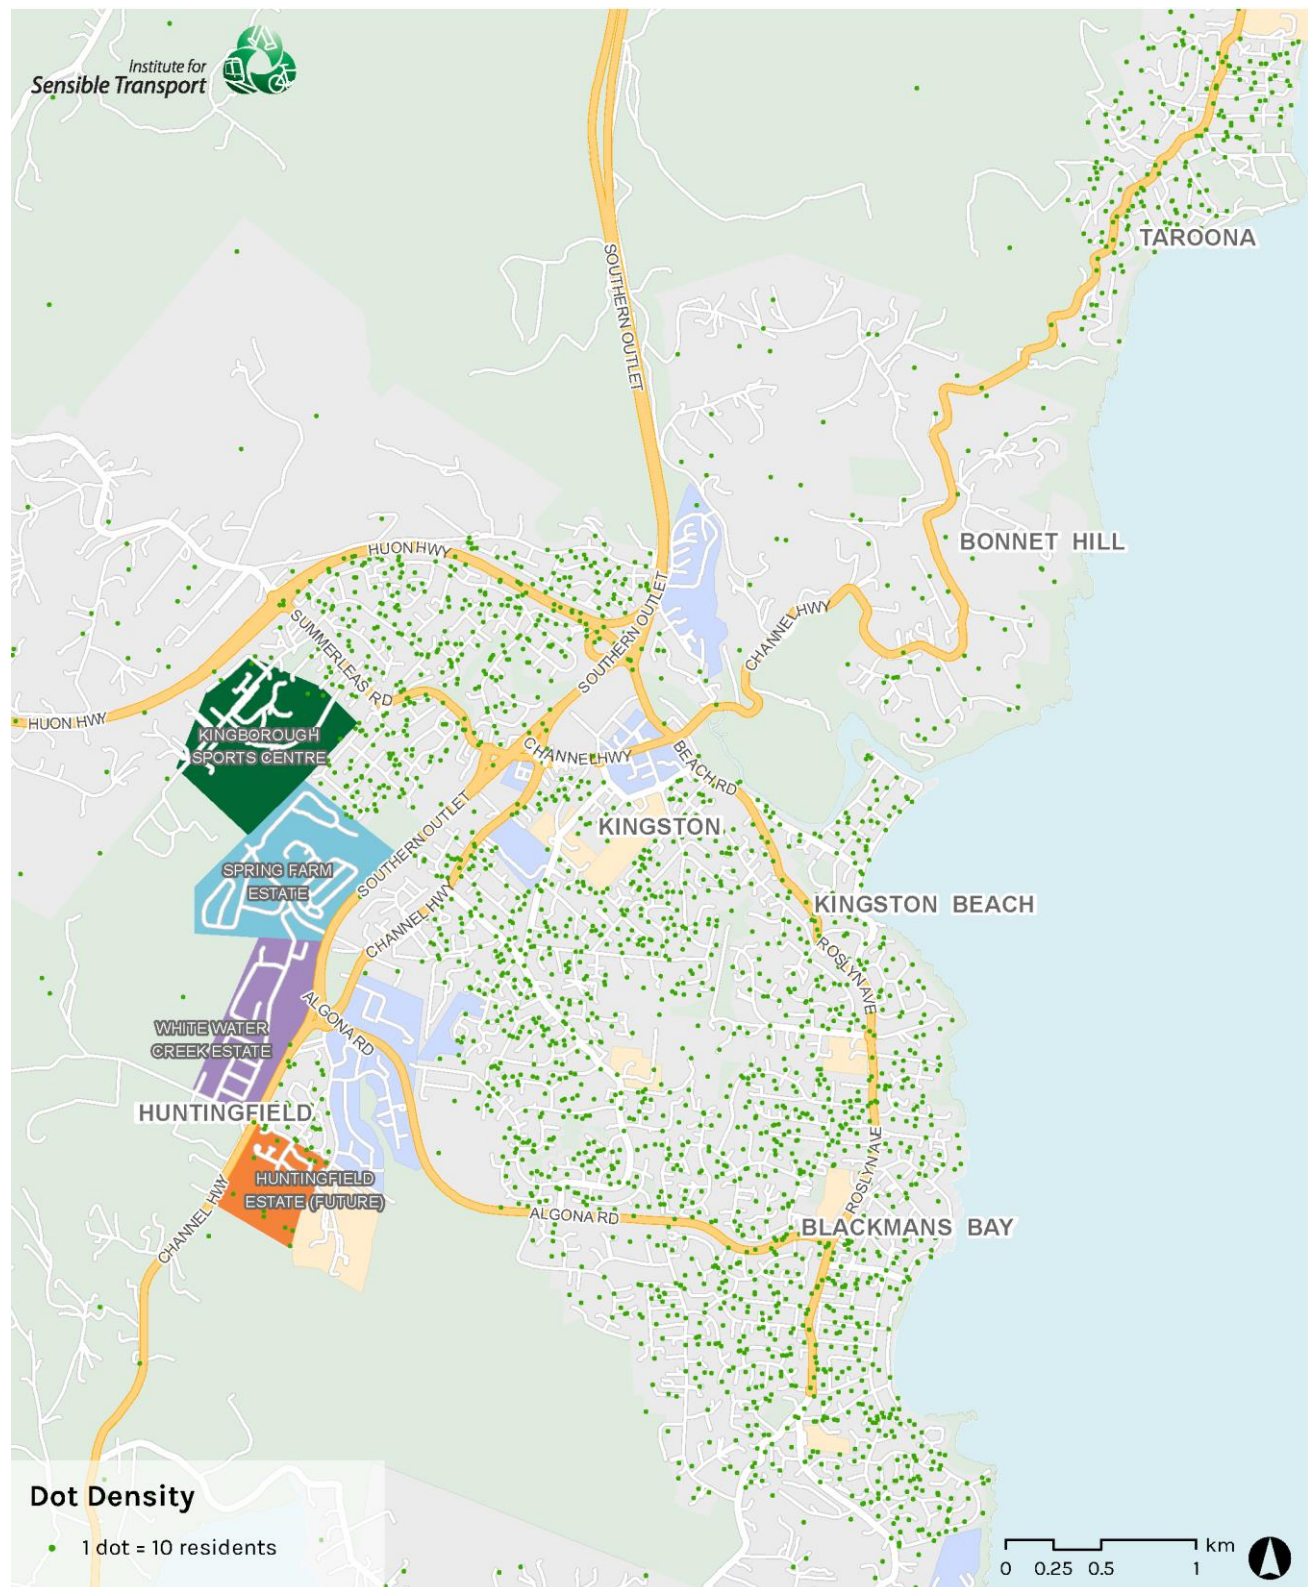 Institute for
Sensible Transport
TAROONA
SOUTHERN OUTLET
SOUTHERN OUTLET
BONNET HILL
HUON HWY
SUMMERLEAS RD
SOUTHERN OUTLET
CHANNEL HWY
HUON HWY
KINGBOROUGH
SPORTS CENTRE
CHANNEL HWY
BEACH RD
KINGSTON
SOUTHERN OUTLET
SPRING FARM
ESTATE
KINGSTON BEACH
CHANNEL HWY
ROSLYN AVE
ALGONA RD
WHITE WATER
CREEK ESTATE
HUNTINGFIELD
HUNTINGFIELD
ESTATE (FUTURE)
ROSLYN AVE
CHANNEL HWY
ALGONA RD
BLACKMANS BAY
Dot Density
1 dot = 10 residents
km
0 0.25 0.5 1